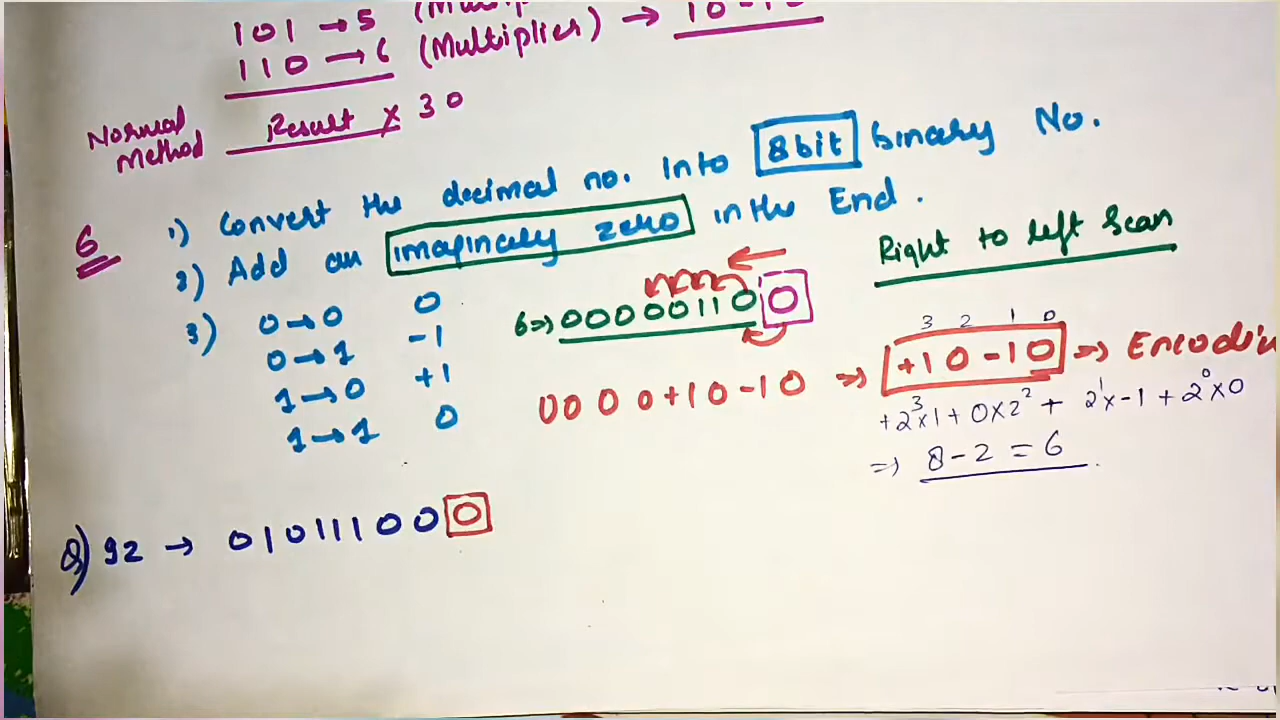 101 → 5
110 → 6 (Multiplier) →
Normal Method Result × 30
6
1) Convert the decimal no. into 8bit binary No.
2) Add an imapincely zero in the End.
Right to left Scan
3) 0→0 0
0→1 -1
1→0 +1
1→1 0
6⇒ 00000110 0
0000+10-10 ⇒ +10-10 ⇒
3 2 1 0
+2³x1 + 0x2² + 2¹x-1 + 2⁰x0
⇒ 8-2 = 6
Q) 92 → 01011100 0